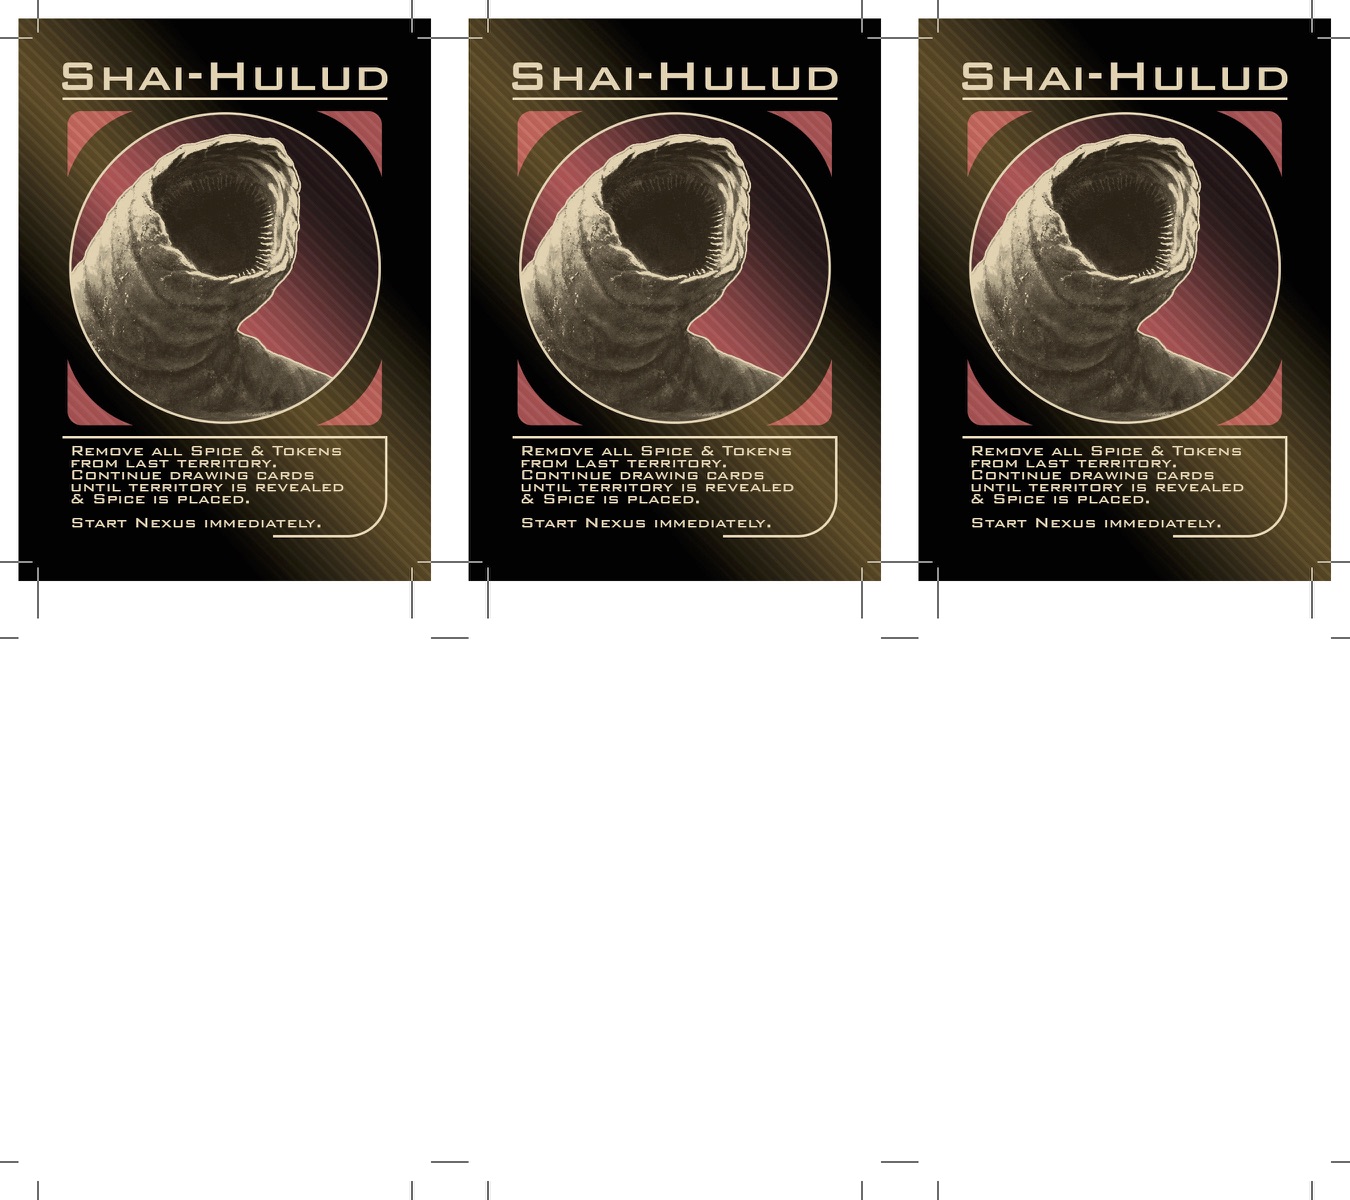 Shai-Hulud
Remove all Spice & Tokens
from last territory.
Continue drawing cards
until territory is revealed
& Spice is placed.
Start Nexus immediately.
Shai-Hulud
Remove all Spice & Tokens
from last territory.
Continue drawing cards
until territory is revealed
& Spice is placed.
Start Nexus immediately.
Shai-Hulud
Remove all Spice & Tokens
from last territory.
Continue drawing cards
until territory is revealed
& Spice is placed.
Start Nexus immediately.